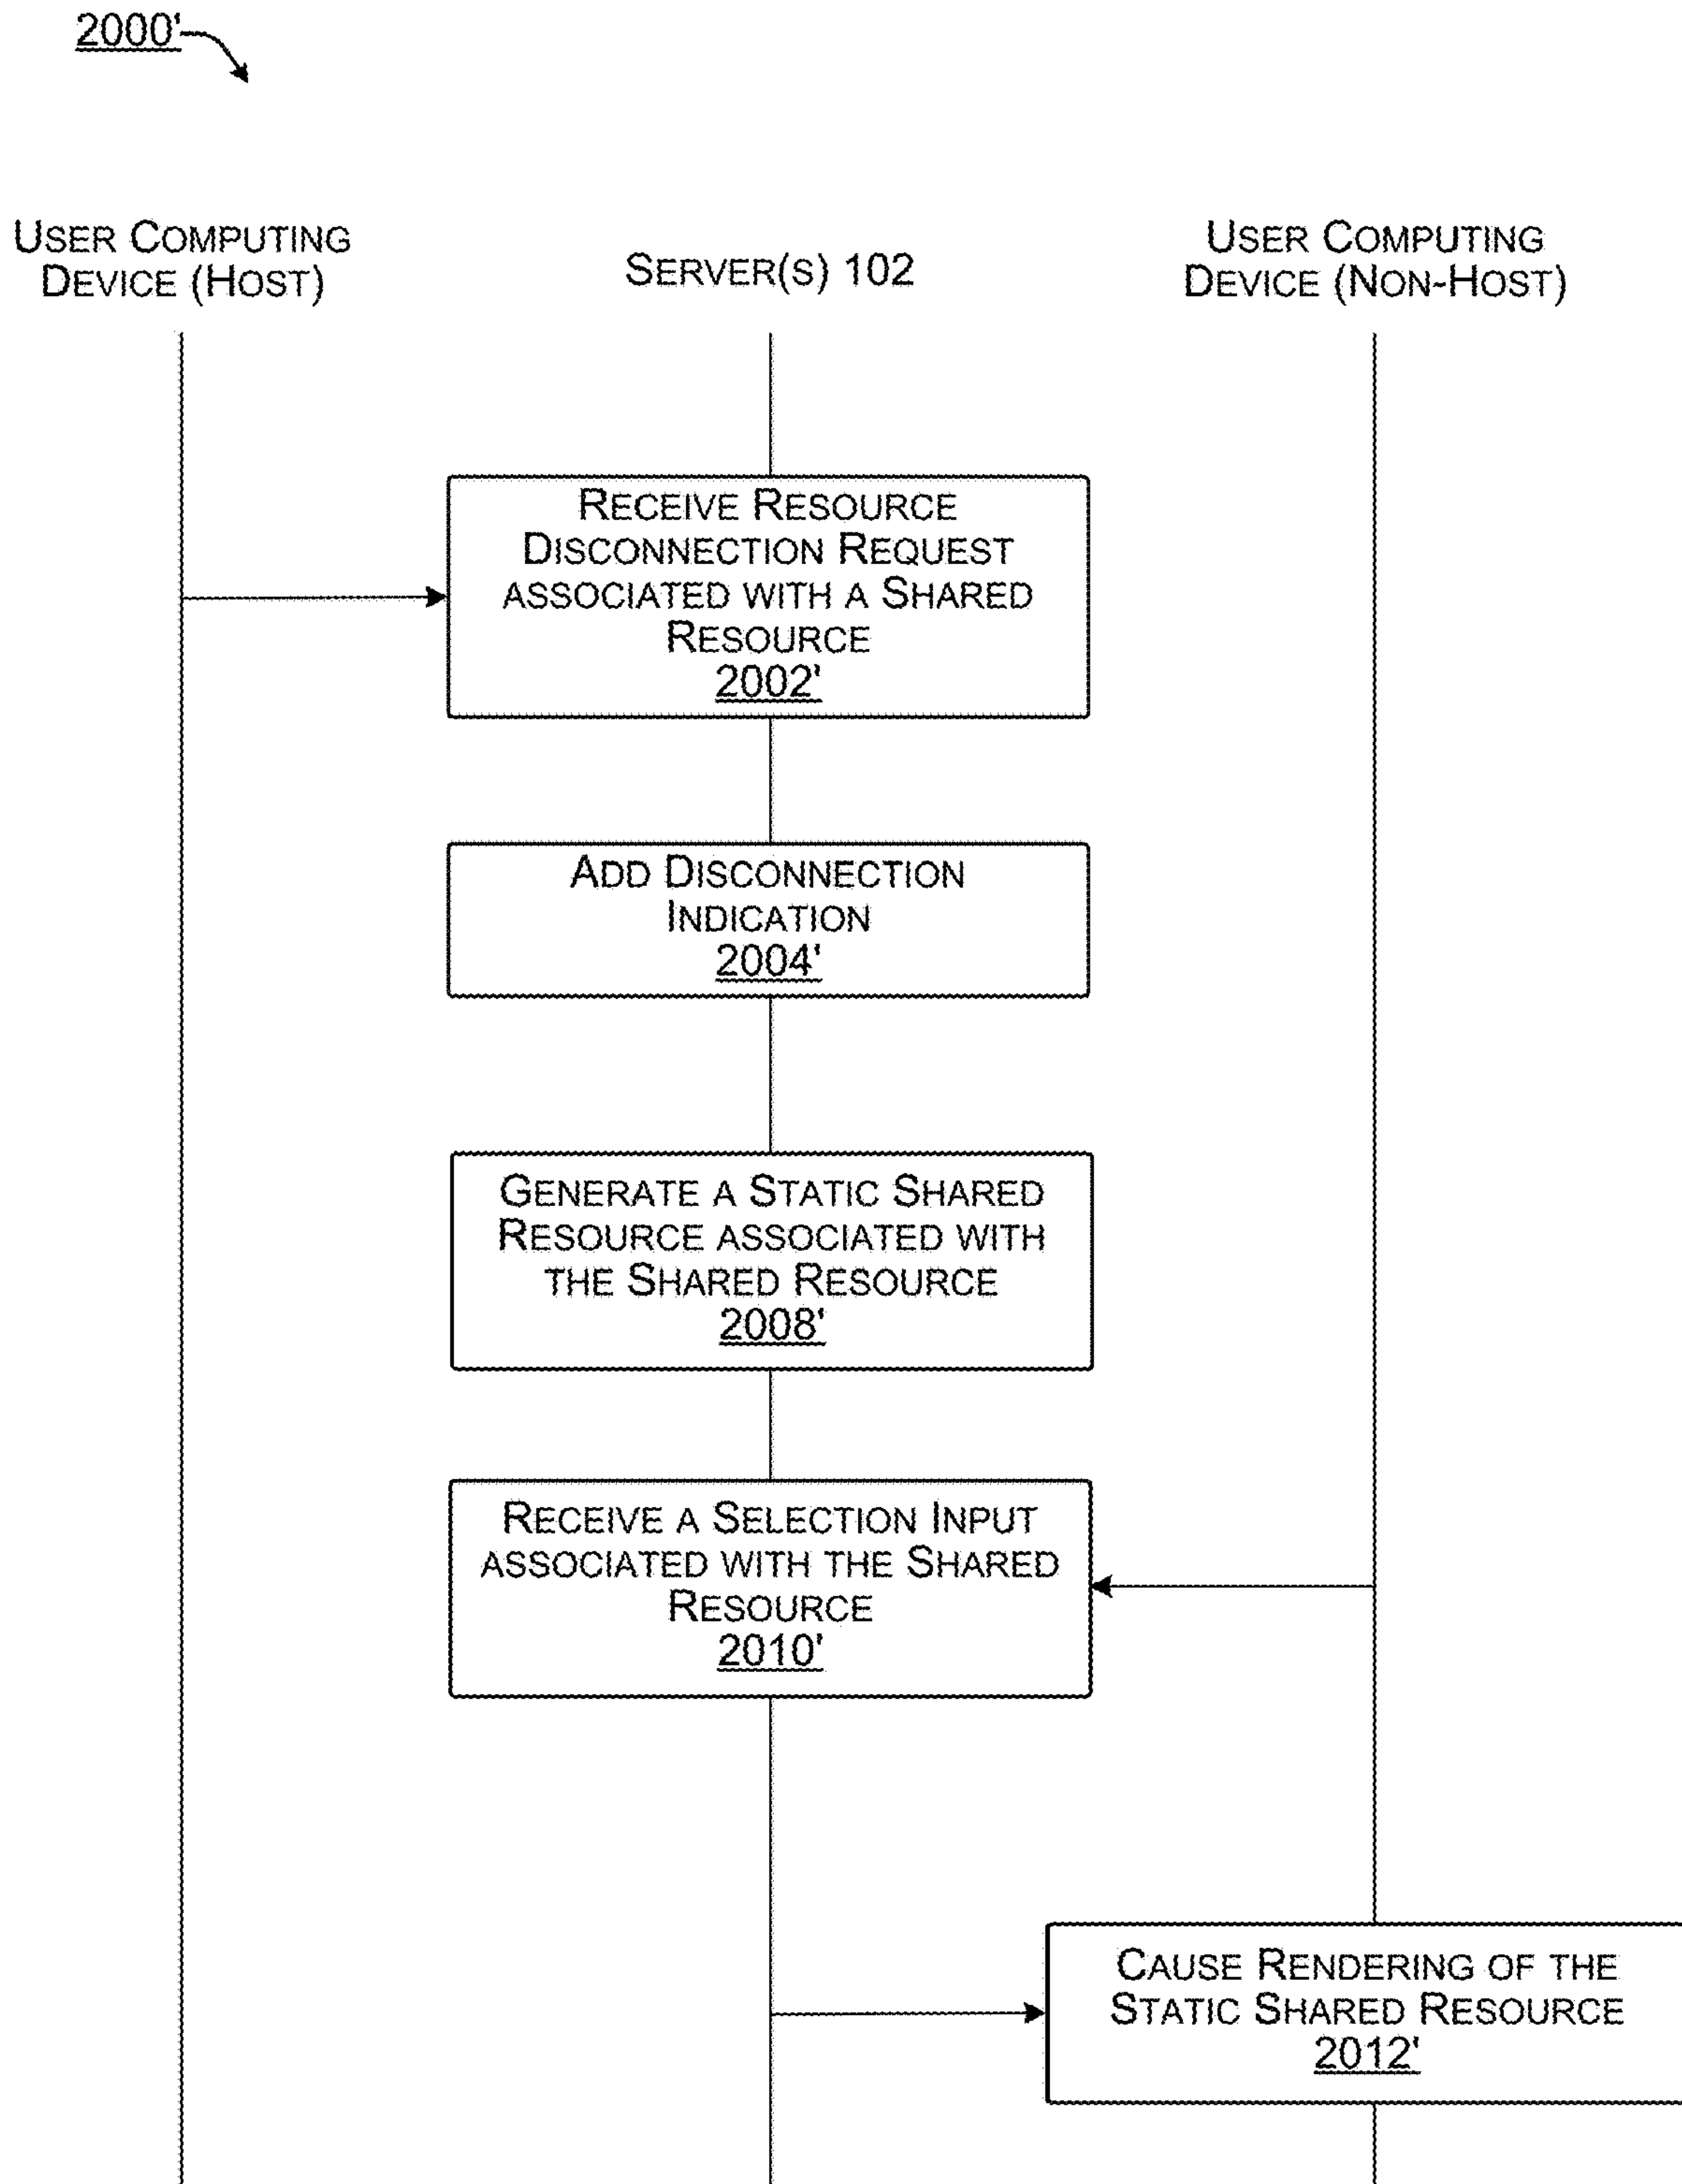 2000'
USER COMPUTING
DEVICE (HOST)
SERVER(S) 102
USER COMPUTING
DEVICE (NON-HOST)
RECEIVE RESOURCE
DISCONNECTION REQUEST
ASSOCIATED WITH A SHARED
RESOURCE
2002'
ADD DISCONNECTION
INDICATION
2004'
GENERATE A STATIC SHARED
RESOURCE ASSOCIATED WITH
THE SHARED RESOURCE
2008'
RECEIVE A SELECTION INPUT
ASSOCIATED WITH THE SHARED
RESOURCE
2010'
CAUSE RENDERING OF THE
STATIC SHARED RESOURCE
2012'